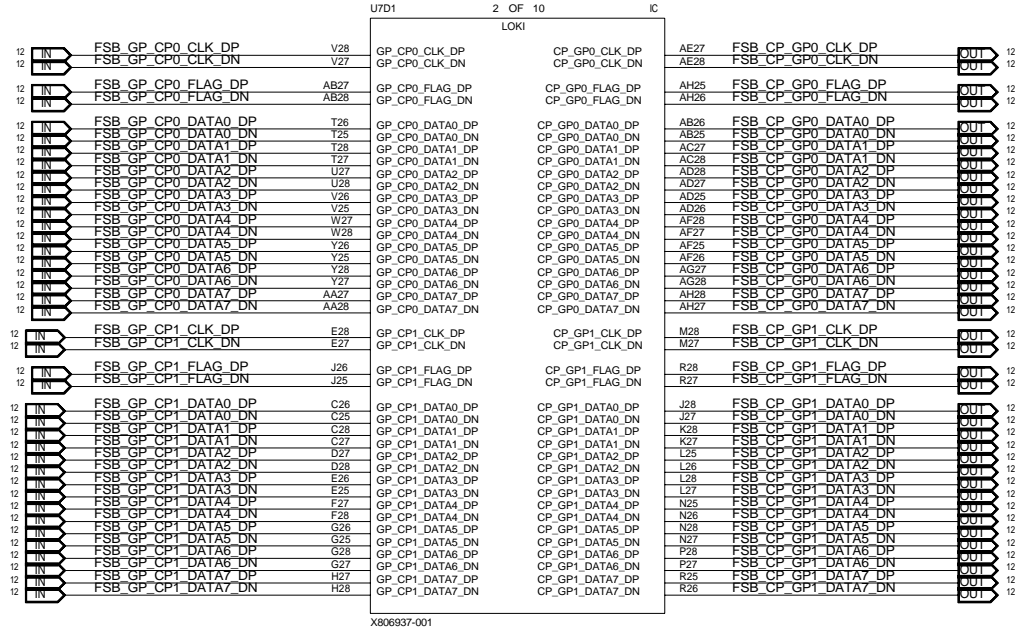 U7D1 2 OF 10 IC
LOKI
12 IN FSB_GP_CP0_CLK_DP V28 GP_CP0_CLK_DP CP_GP0_CLK_DP AE27 FSB_CP_GP0_CLK_DP OUT 12
12 IN FSB_GP_CP0_CLK_DN V27 GP_CP0_CLK_DN CP_GP0_CLK_DN AE28 FSB_CP_GP0_CLK_DN OUT 12
12 IN FSB_GP_CP0_FLAG_DP AB27 GP_CP0_FLAG_DP CP_GP0_FLAG_DP AH25 FSB_CP_GP0_FLAG_DP OUT 12
12 IN FSB_GP_CP0_FLAG_DN AB28 GP_CP0_FLAG_DN CP_GP0_FLAG_DN AH26 FSB_CP_GP0_FLAG_DN OUT 12
12 IN FSB_GP_CP0_DATA0_DP T26 GP_CP0_DATA0_DP CP_GP0_DATA0_DP AB26 FSB_CP_GP0_DATA0_DP OUT 12
12 IN FSB_GP_CP0_DATA0_DN T25 GP_CP0_DATA0_DN CP_GP0_DATA0_DN AB25 FSB_CP_GP0_DATA0_DN OUT 12
12 IN FSB_GP_CP0_DATA1_DP T28 GP_CP0_DATA1_DP CP_GP0_DATA1_DP AC27 FSB_CP_GP0_DATA1_DP OUT 12
12 IN FSB_GP_CP0_DATA1_DN T27 GP_CP0_DATA1_DN CP_GP0_DATA1_DN AC28 FSB_CP_GP0_DATA1_DN OUT 12
12 IN FSB_GP_CP0_DATA2_DP U27 GP_CP0_DATA2_DP CP_GP0_DATA2_DP AD28 FSB_CP_GP0_DATA2_DP OUT 12
12 IN FSB_GP_CP0_DATA2_DN U28 GP_CP0_DATA2_DN CP_GP0_DATA2_DN AD27 FSB_CP_GP0_DATA2_DN OUT 12
12 IN FSB_GP_CP0_DATA3_DP V26 GP_CP0_DATA3_DP CP_GP0_DATA3_DP AD25 FSB_CP_GP0_DATA3_DP OUT 12
12 IN FSB_GP_CP0_DATA3_DN V25 GP_CP0_DATA3_DN CP_GP0_DATA3_DN AD26 FSB_CP_GP0_DATA3_DN OUT 12
12 IN FSB_GP_CP0_DATA4_DP W27 GP_CP0_DATA4_DP CP_GP0_DATA4_DP AF28 FSB_CP_GP0_DATA4_DP OUT 12
12 IN FSB_GP_CP0_DATA4_DN W28 GP_CP0_DATA4_DN CP_GP0_DATA4_DN AF27 FSB_CP_GP0_DATA4_DN OUT 12
12 IN FSB_GP_CP0_DATA5_DP Y26 GP_CP0_DATA5_DP CP_GP0_DATA5_DP AF25 FSB_CP_GP0_DATA5_DP OUT 12
12 IN FSB_GP_CP0_DATA5_DN Y25 GP_CP0_DATA5_DN CP_GP0_DATA5_DN AF26 FSB_CP_GP0_DATA5_DN OUT 12
12 IN FSB_GP_CP0_DATA6_DP Y28 GP_CP0_DATA6_DP CP_GP0_DATA6_DP AG27 FSB_CP_GP0_DATA6_DP OUT 12
12 IN FSB_GP_CP0_DATA6_DN Y27 GP_CP0_DATA6_DN CP_GP0_DATA6_DN AG28 FSB_CP_GP0_DATA6_DN OUT 12
12 IN FSB_GP_CP0_DATA7_DP AA27 GP_CP0_DATA7_DP CP_GP0_DATA7_DP AH28 FSB_CP_GP0_DATA7_DP OUT 12
12 IN FSB_GP_CP0_DATA7_DN AA28 GP_CP0_DATA7_DN CP_GP0_DATA7_DN AH27 FSB_CP_GP0_DATA7_DN OUT 12
12 IN FSB_GP_CP1_CLK_DP E28 GP_CP1_CLK_DP CP_GP1_CLK_DP M28 FSB_CP_GP1_CLK_DP OUT 12
12 IN FSB_GP_CP1_CLK_DN E27 GP_CP1_CLK_DN CP_GP1_CLK_DN M27 FSB_CP_GP1_CLK_DN OUT 12
12 IN FSB_GP_CP1_FLAG_DP J26 GP_CP1_FLAG_DP CP_GP1_FLAG_DP R28 FSB_CP_GP1_FLAG_DP OUT 12
12 IN FSB_GP_CP1_FLAG_DN J25 GP_CP1_FLAG_DN CP_GP1_FLAG_DN R27 FSB_CP_GP1_FLAG_DN OUT 12
12 IN FSB_GP_CP1_DATA0_DP C26 GP_CP1_DATA0_DP CP_GP1_DATA0_DP J28 FSB_CP_GP1_DATA0_DP OUT 12
12 IN FSB_GP_CP1_DATA0_DN C25 GP_CP1_DATA0_DN CP_GP1_DATA0_DN J27 FSB_CP_GP1_DATA0_DN OUT 12
12 IN FSB_GP_CP1_DATA1_DP C28 GP_CP1_DATA1_DP CP_GP1_DATA1_DP K28 FSB_CP_GP1_DATA1_DP OUT 12
12 IN FSB_GP_CP1_DATA1_DN C27 GP_CP1_DATA1_DN CP_GP1_DATA1_DN K27 FSB_CP_GP1_DATA1_DN OUT 12
12 IN FSB_GP_CP1_DATA2_DP D27 GP_CP1_DATA2_DP CP_GP1_DATA2_DP L25 FSB_CP_GP1_DATA2_DP OUT 12
12 IN FSB_GP_CP1_DATA2_DN D28 GP_CP1_DATA2_DN CP_GP1_DATA2_DN L26 FSB_CP_GP1_DATA2_DN OUT 12
12 IN FSB_GP_CP1_DATA3_DP E26 GP_CP1_DATA3_DP CP_GP1_DATA3_DP L28 FSB_CP_GP1_DATA3_DP OUT 12
12 IN FSB_GP_CP1_DATA3_DN E25 GP_CP1_DATA3_DN CP_GP1_DATA3_DN L27 FSB_CP_GP1_DATA3_DN OUT 12
12 IN FSB_GP_CP1_DATA4_DP F27 GP_CP1_DATA4_DP CP_GP1_DATA4_DP N25 FSB_CP_GP1_DATA4_DP OUT 12
12 IN FSB_GP_CP1_DATA4_DN F28 GP_CP1_DATA4_DN CP_GP1_DATA4_DN N26 FSB_CP_GP1_DATA4_DN OUT 12
12 IN FSB_GP_CP1_DATA5_DP G26 GP_CP1_DATA5_DP CP_GP1_DATA5_DP N28 FSB_CP_GP1_DATA5_DP OUT 12
12 IN FSB_GP_CP1_DATA5_DN G25 GP_CP1_DATA5_DN CP_GP1_DATA5_DN N27 FSB_CP_GP1_DATA5_DN OUT 12
12 IN FSB_GP_CP1_DATA6_DP G28 GP_CP1_DATA6_DP CP_GP1_DATA6_DP P28 FSB_CP_GP1_DATA6_DP OUT 12
12 IN FSB_GP_CP1_DATA6_DN G27 GP_CP1_DATA6_DN CP_GP1_DATA6_DN P27 FSB_CP_GP1_DATA6_DN OUT 12
12 IN FSB_GP_CP1_DATA7_DP H27 GP_CP1_DATA7_DP CP_GP1_DATA7_DP R25 FSB_CP_GP1_DATA7_DP OUT 12
12 IN FSB_GP_CP1_DATA7_DN H28 GP_CP1_DATA7_DN CP_GP1_DATA7_DN R26 FSB_CP_GP1_DATA7_DN OUT 12
X806937-001